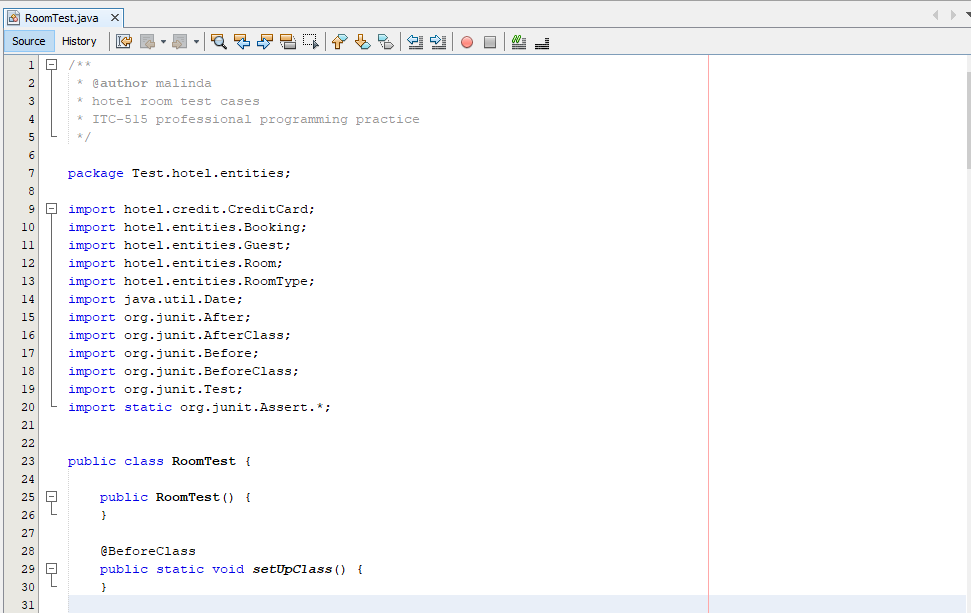 RoomTest.java
Source History
1 /**
2 * @author malinda
3 * hotel room test cases
4 * ITC-515 professional programming practice
5 */
6
7 package Test.hotel.entities;
8
9 import hotel.credit.CreditCard;
10 import hotel.entities.Booking;
11 import hotel.entities.Guest;
12 import hotel.entities.Room;
13 import hotel.entities.RoomType;
14 import java.util.Date;
15 import org.junit.After;
16 import org.junit.AfterClass;
17 import org.junit.Before;
18 import org.junit.BeforeClass;
19 import org.junit.Test;
20 import static org.junit.Assert.*;
21
22
23 public class RoomTest {
24
25 public RoomTest() {
26 }
27
28 @BeforeClass
29 public static void setUpClass() {
30 }
31